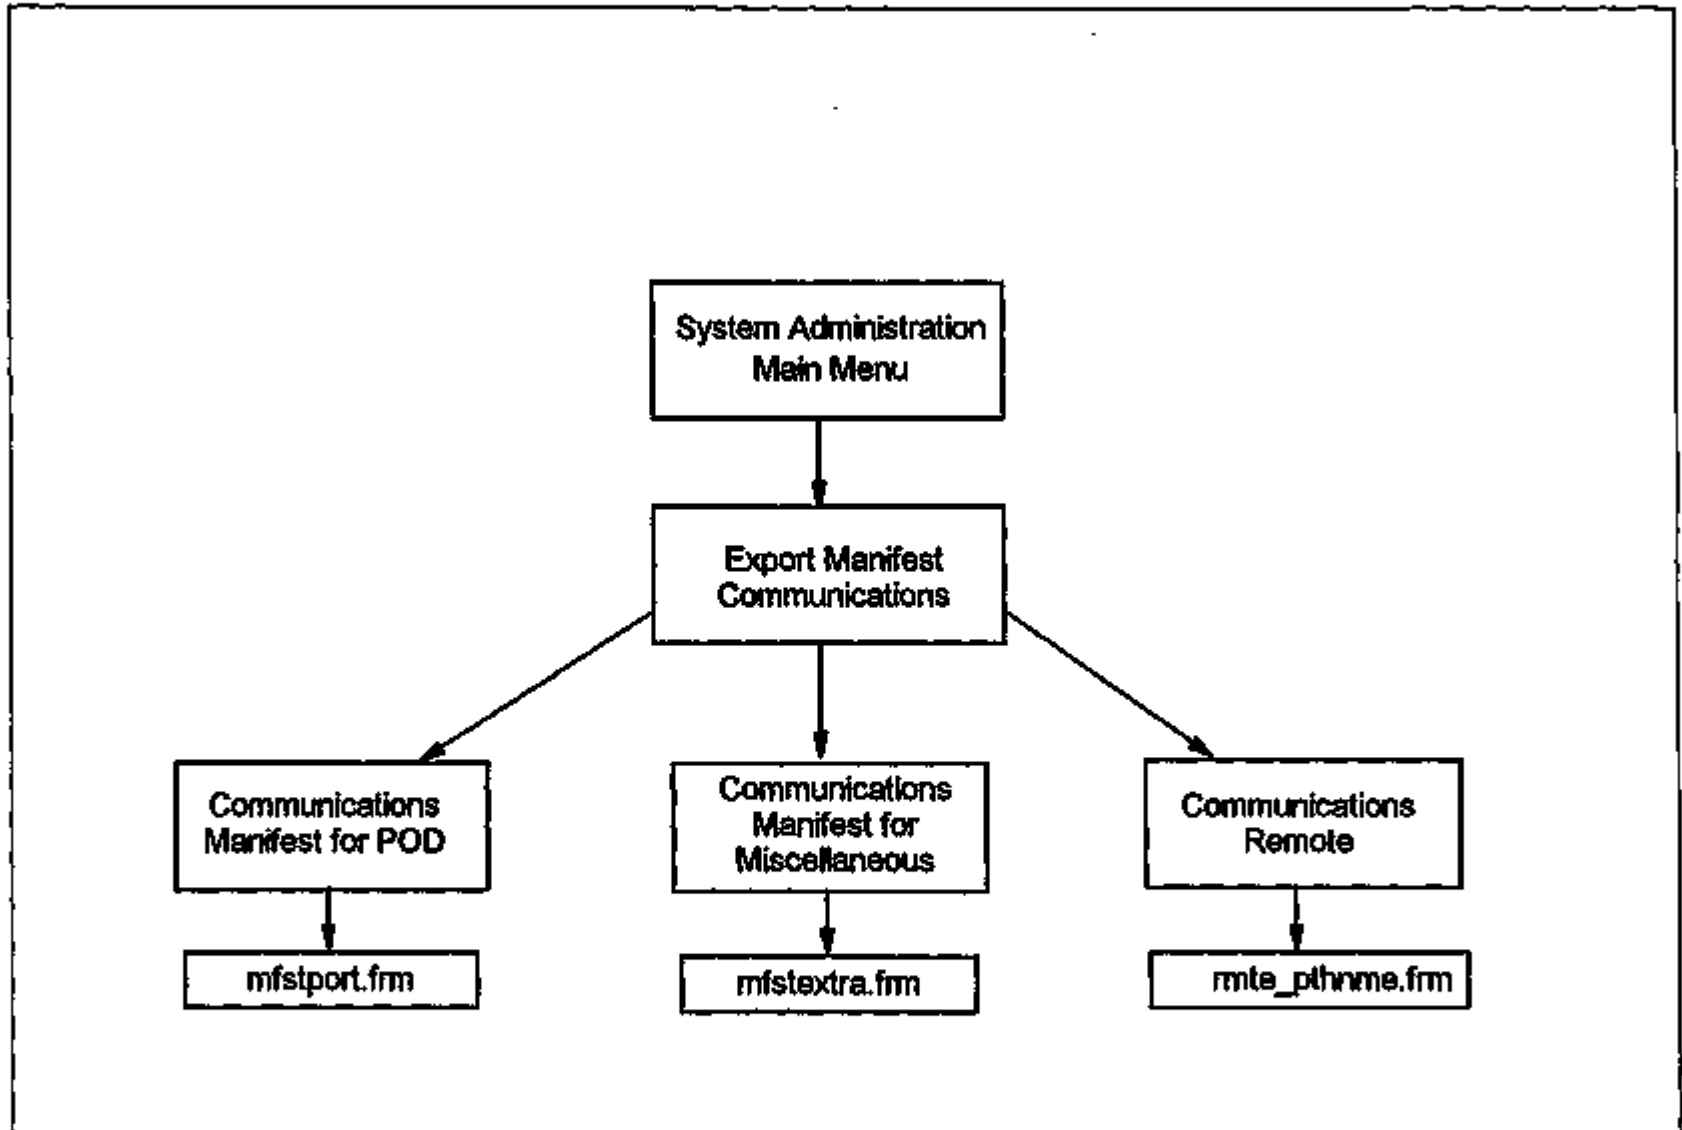 System Administration
Main Menu
Export Manifest
Communications
Communications
Manifest for POD
Communications
Manifest for
Miscellaneous
Communications
Remote
mfstport.frm
mfstextra.frm
rmte_pthnme.frm